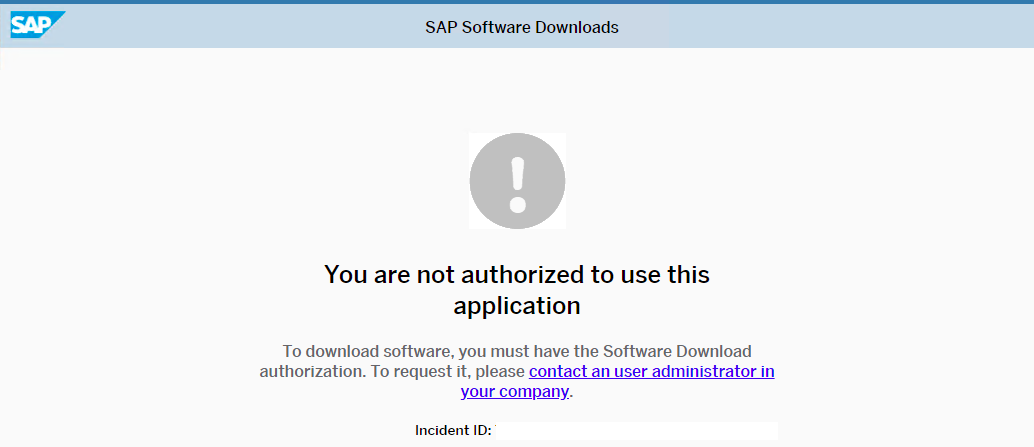 SAP
SAP Software Downloads
You are not authorized to use this
application
To download software, you must have the Software Download
authorization. To request it, please contact an user administrator in
your company.
Incident ID: